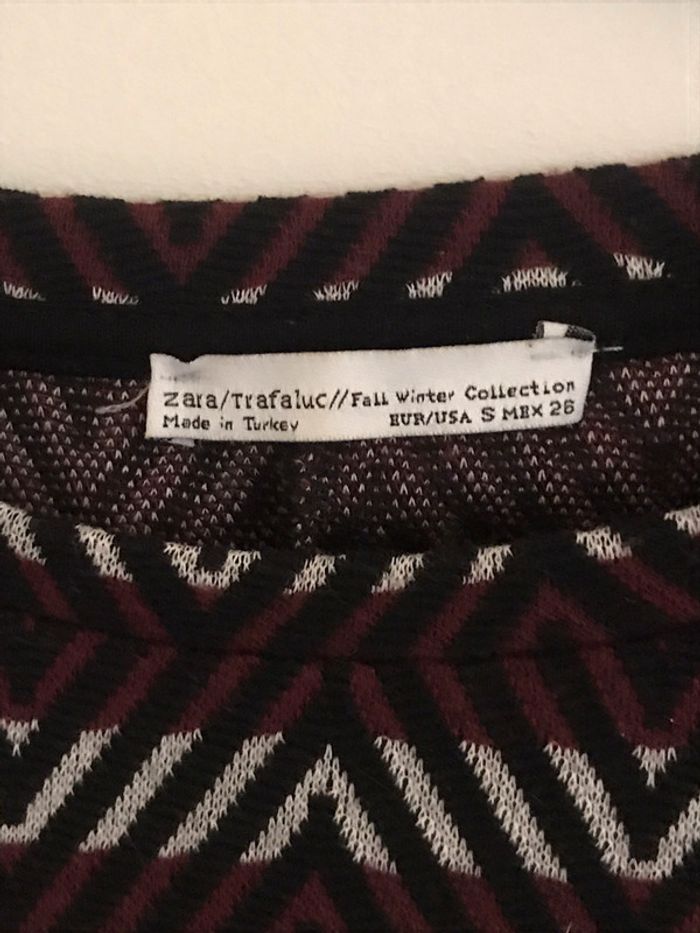 Zara/Trafaluc//Fall Winter Collection
Made in Turkey EUR/USA S MEX 26